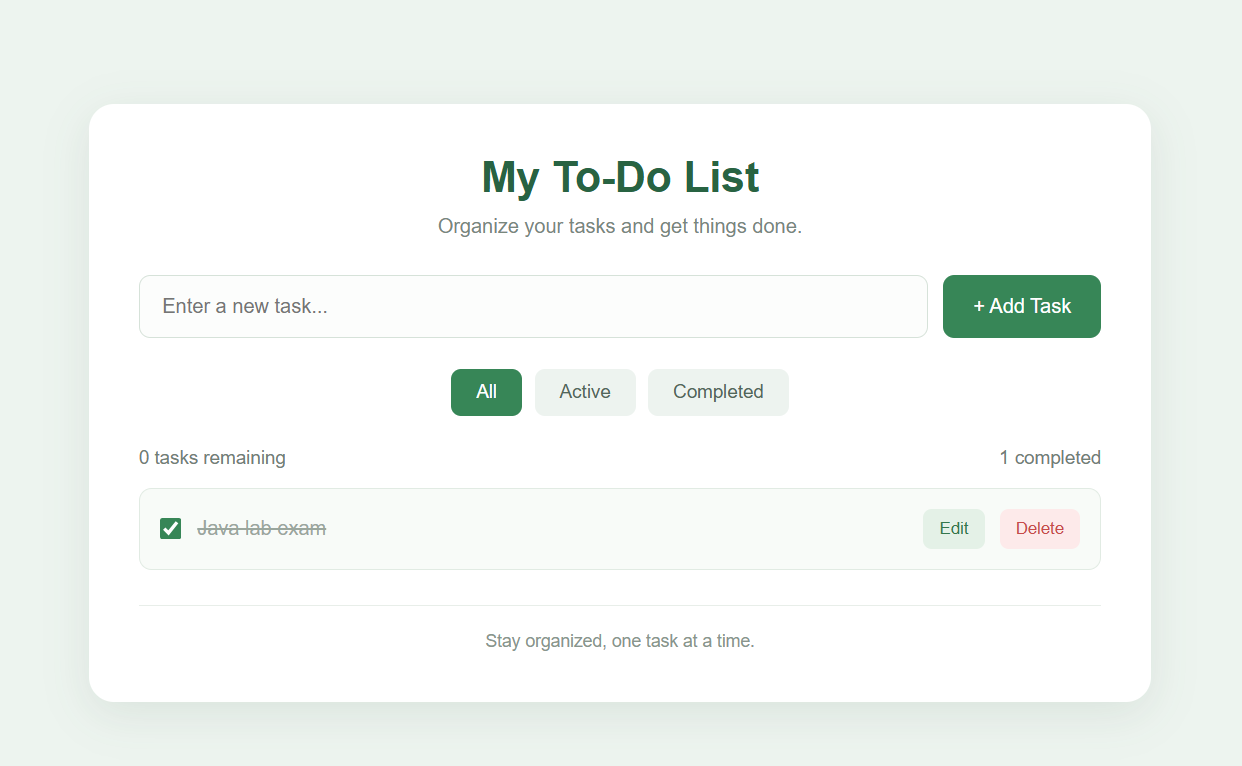 My To-Do List
Organize your tasks and get things done.
Enter a new task...
+ Add Task
All
Active
Completed
0 tasks remaining
1 completed
Java lab exam
Edit
Delete
Stay organized, one task at a time.